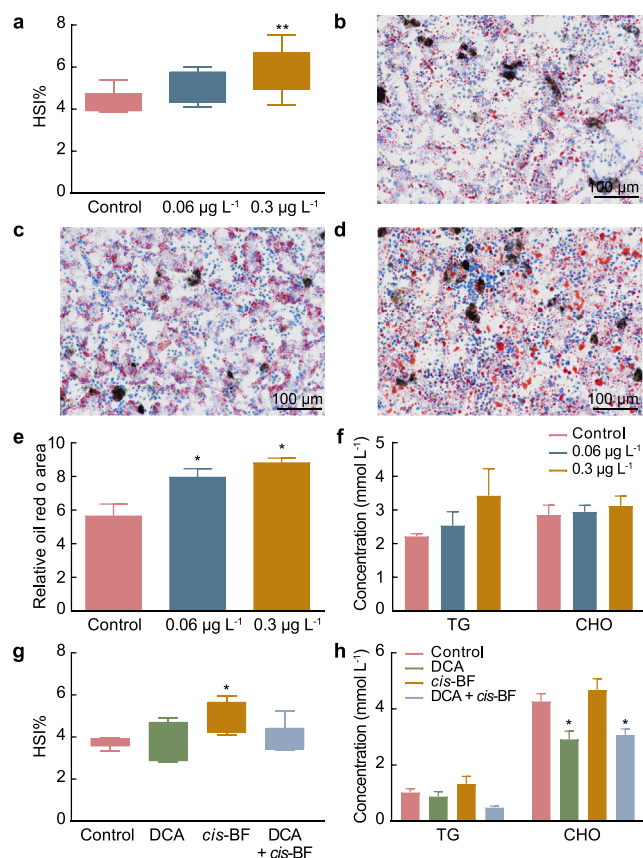 a
HSI%
8
6
4
2
0
**
Control
0.06 µg L⁻¹
0.3 µg L⁻¹
b
100 µm
c
100 µm
d
100 µm
e
Relative oil red o area
10
8
6
4
2
0
*
*
Control
0.06 µg L⁻¹
0.3 µg L⁻¹
f
Concentration (mmol L⁻¹)
5
4
3
2
1
0
Control
0.06 µg L⁻¹
0.3 µg L⁻¹
TG
CHO
g
HSI%
8
6
4
2
0
*
Control
DCA
cis-BF
DCA
+ cis-BF
h
Concentration (mmol L⁻¹)
6
4
2
0
Control
DCA
cis-BF
DCA + cis-BF
*
*
TG
CHO